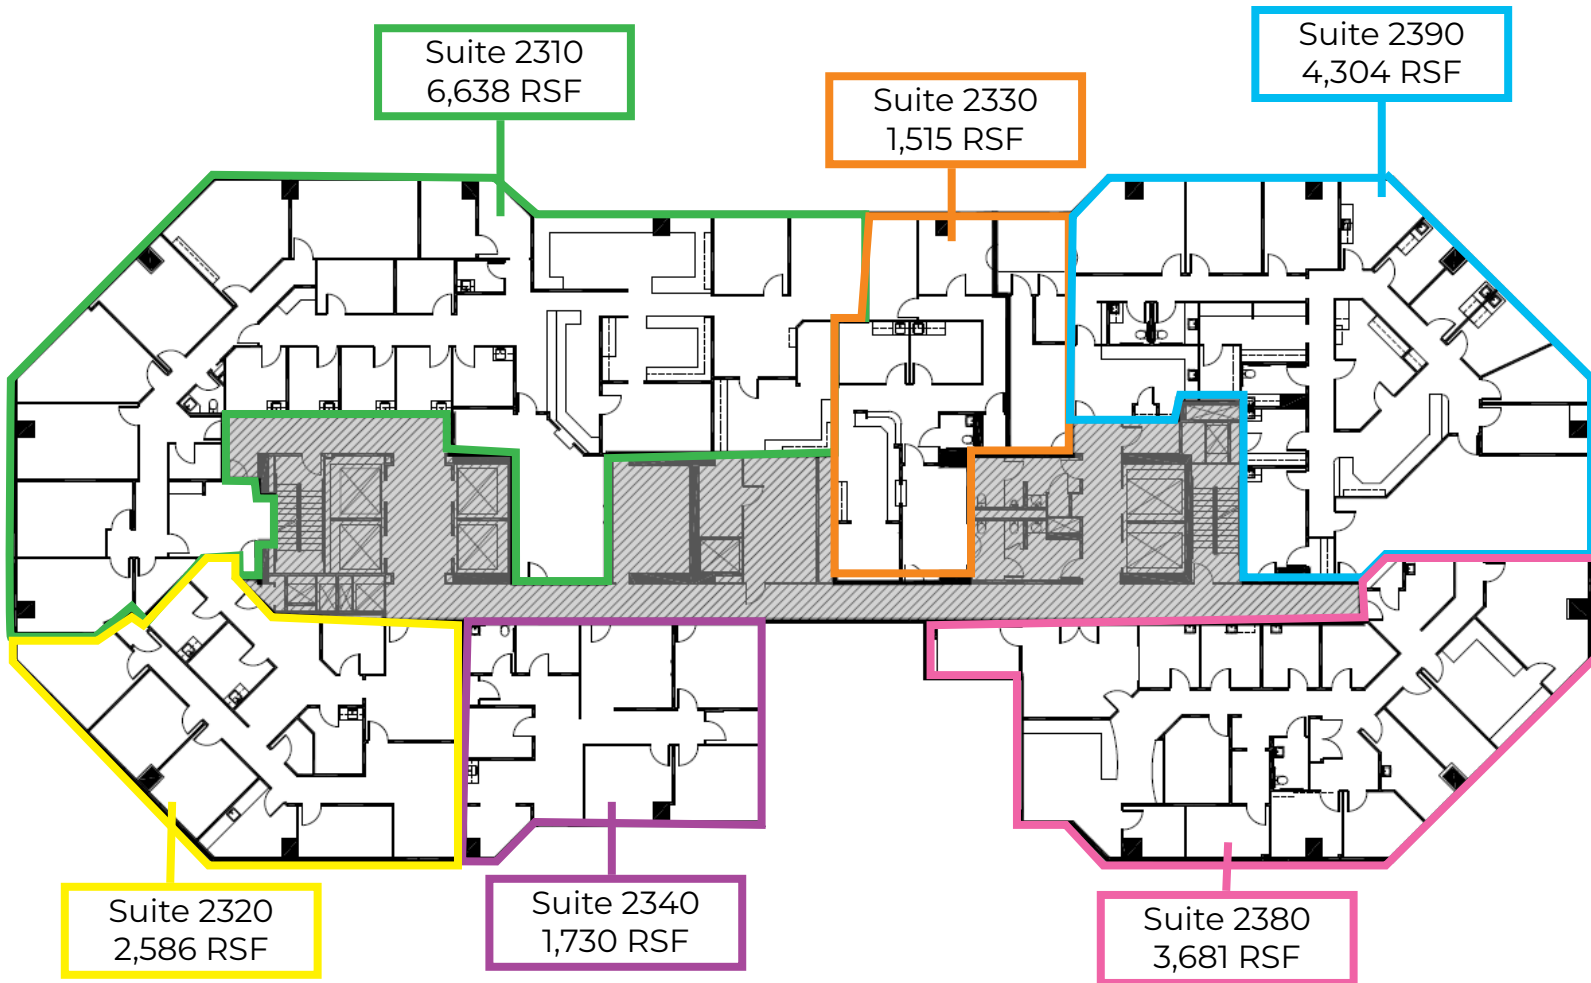 Suite 2310
6,638 RSF
Suite 2330
1,515 RSF
Suite 2390
4,304 RSF
Suite 2320
2,586 RSF
Suite 2340
1,730 RSF
Suite 2380
3,681 RSF